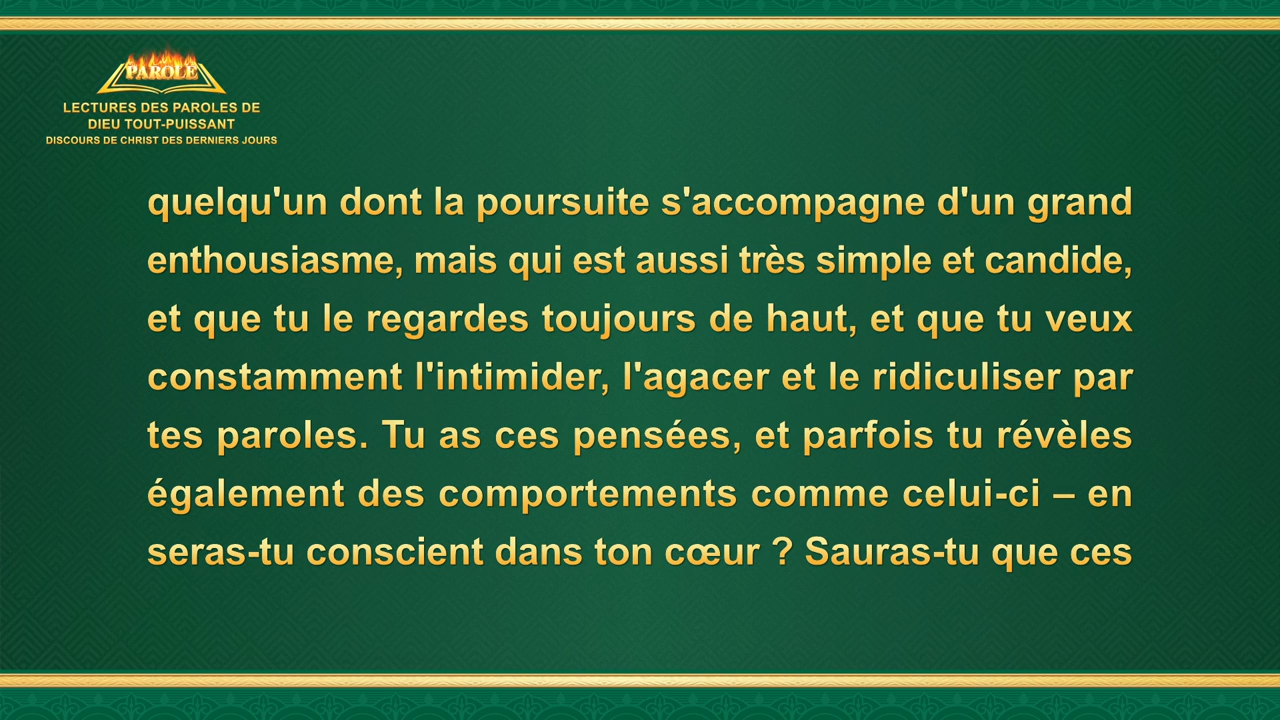 PAROLE
LECTURES DES PAROLES DE
DIEU TOUT-PUISSANT
DISCOURS DE CHRIST DES DERNIERS JOURS
quelqu'un dont la poursuite s'accompagne d'un grand
enthousiasme, mais qui est aussi très simple et candide,
et que tu le regardes toujours de haut, et que tu veux
constamment l'intimider, l'agacer et le ridiculiser par
tes paroles. Tu as ces pensées, et parfois tu révèles
également des comportements comme celui-ci – en
seras-tu conscient dans ton cœur ? Sauras-tu que ces